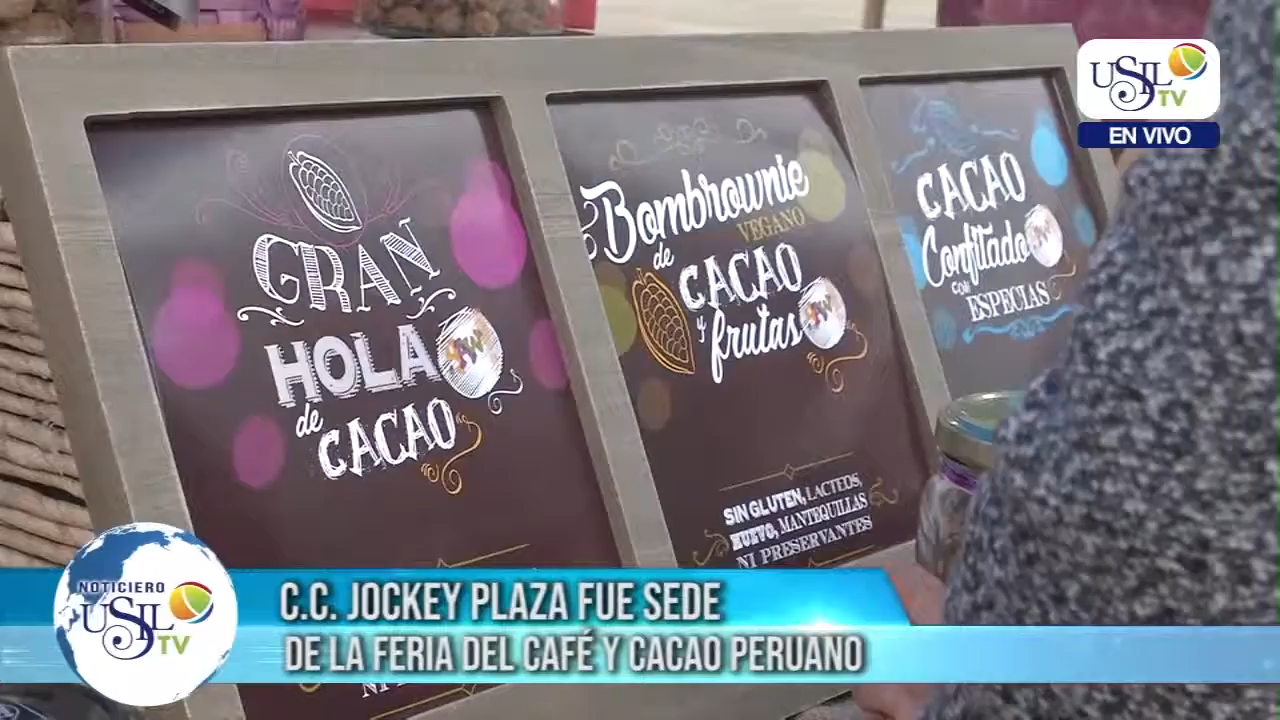 USIL
TV
EN VIVO
GRAN
HOLA
de
CACAO
Bombrownie
VEGANO
de
CACAO
y frutas
SIN GLUTEN, LACTEOS,
HUEVO, MANTEQUILLAS
NI PRESERVANTES
CACAO
Confitado
con
ESPECIAS
NOTICIERO
USIL
TV
C.C. JOCKEY PLAZA FUE SEDE
DE LA FERIA DEL CAFÉ Y CACAO PERUANO